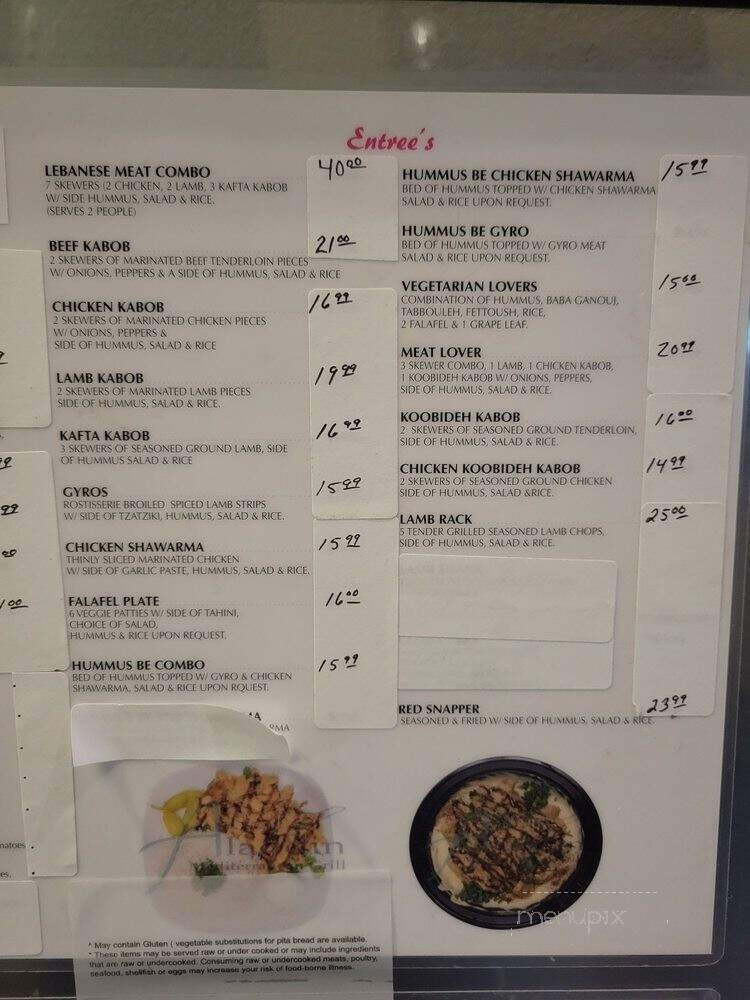 Entree's
LEBANESE MEAT COMBO 40 00
7 SKEWERS (2 CHICKEN, 2 LAMB, 3 KAFTA KABOB
W/ SIDE HUMMUS, SALAD & RICE.
(SERVES 2 PEOPLE)
BEEF KABOB 21 00
2 SKEWERS OF MARINATED BEEF TENDERLOIN PIECES
W/ ONIONS, PEPPERS & A SIDE OF HUMMUS, SALAD & RICE
CHICKEN KABOB 16 99
2 SKEWERS OF MARINATED CHICKEN PIECES
W/ ONIONS, PEPPERS &
SIDE OF HUMMUS, SALAD & RICE
LAMB KABOB 19 99
2 SKEWERS OF MARINATED LAMB PIECES
SIDE OF HUMMUS, SALAD & RICE.
KAFTA KABOB 16 99
3 SKEWERS OF SEASONED GROUND LAMB, SIDE
OF HUMMUS SALAD & RICE
GYROS 15 99
ROSTISSERIE BROILED SPICED LAMB STRIPS
W/ SIDE OF TZATZIKI, HUMMUS, SALAD & RICE.
CHICKEN SHAWARMA 15 99
THINLY SLICED MARINATED CHICKEN
W/ SIDE OF GARLIC PASTE, HUMMUS, SALAD & RICE.
FALAFEL PLATE 16 00
6 VEGGIE PATTIES W/ SIDE OF TAHINI,
CHOICE OF SALAD,
HUMMUS & RICE UPON REQUEST.
HUMMUS BE COMBO 15 99
BED OF HUMMUS TOPPED W/ GYRO & CHICKEN
SHAWARMA, SALAD & RICE UPON RQUEST.
HUMMUS BE CHICKEN SHAWARMA 15 99
BED OF HUMMUS TOPPED W/ CHICKEN SHAWARMA
SALAD & RICE UPON REQUEST.
HUMMUS BE GYRO
BED OF HUMMUS TOPPED W/ GYRO MEAT
SALAD & RICE UPON REQUEST.
VEGETARIAN LOVERS 15 00
COMBINATION OF HUMMUS, BABA GANOUJ,
TABBOULEH, FETTOUSH, RICE,
2 FALAFEL & 1 GRAPE LEAF.
MEAT LOVER 20 99
3 SKEWER COMBO, 1 LAMB, 1 CHICKEN KABOB,
1 KOOBIDEH KABOB W/ ONIONS, PEPPERS,
SIDE OF HUMMUS, SALAD & RICE.
KOOBIDEH KABOB 16 00
2 SKEWERS OF SEASONED GROUND TENDERLOIN,
SIDE OF HUMMUS, SALAD & RICE.
CHICKEN KOOBIDEH KABOB 14 99
2 SKEWERS OF SEASONED GROUND CHICKEN
SIDE OF HUMMUS, SALAD &RICE.
LAMB RACK 25 00
5 TENDER GRILLED SEASONED LAMB CHOPS,
SIDE OF HUMMUS, SALAD & RICE.
RED SNAPPER 23 99
SEASONED & FRIED W/ SIDE OF HUMMUS, SALAD & RICE.
menupix
* May contain Gluten ( vegetable substitutions for pita bread are available.
* These items may be served raw or under cooked or may include ingredients
that are raw or undercooked. Consuming raw or undercooked meats, poultry,
seafood, shellfish or eggs may increase your risk of food-borne illness.